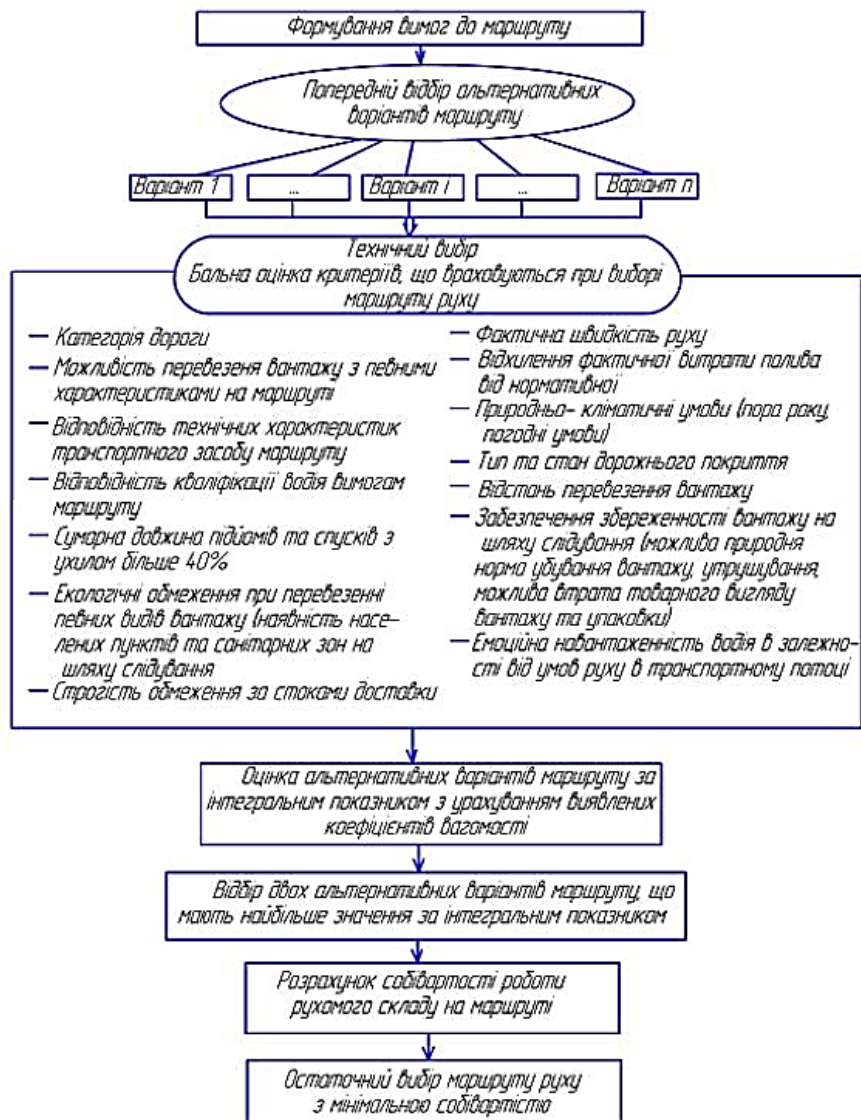 Формування вимог до маршруту
Попередній відбір альтернативних
варіантів маршруту
Варіант 1
...
Варіант і
...
Варіант n
Технічний вибір
Бальна оцінка критеріїв, що враховуються при виборі
маршруту руху
— Категорія дороги
— Можливість перевезеня вантажу з певними
характеристиками на маршруті
— Відповідність технічних характеристик
транспортного засобу маршруту
— Відповідність кваліфікації водія вимогам
маршруту
— Сумарна довжина підйомів та спусків з
ухилом більше 40%
— Екологічні обмеження при перевезенні
певних видів вантажу (наявність насе-
лених пунктів та санітарних зон на
шляху слідування
— Строгість обмеження за стоками доставки
— Фактична швидкість руху
— Відхилення фактичної витрати палива
від нормативної
— Природньо- кліматичні умови (пора року,
погодні умови)
— Тип та стан дорожнього покриття
— Відстань перевезення вантажу
— Забезпечення збереженності вантажу на
шляху слідування (можлива природня
норма убування вантажу, утрушування,
можлива втрата товарного вигляду
вантажу та упаковки)
— Емоційна навантаженність водія в залежно-
сті від умов руху в транспортному потоці
Оцінка альтернативних варіантів маршруту за
інтегральним показником з урахуванням виявлених
коефіцієнтів вагомості
Відбір двох альтернативних варіантів маршруту, що
мають найбільше значення за інтегральним показником
Розрахунок собівартості роботи
рухомого складу на маршруті
Остаточний вибір маршруту руху
з мінімальною собівартістю